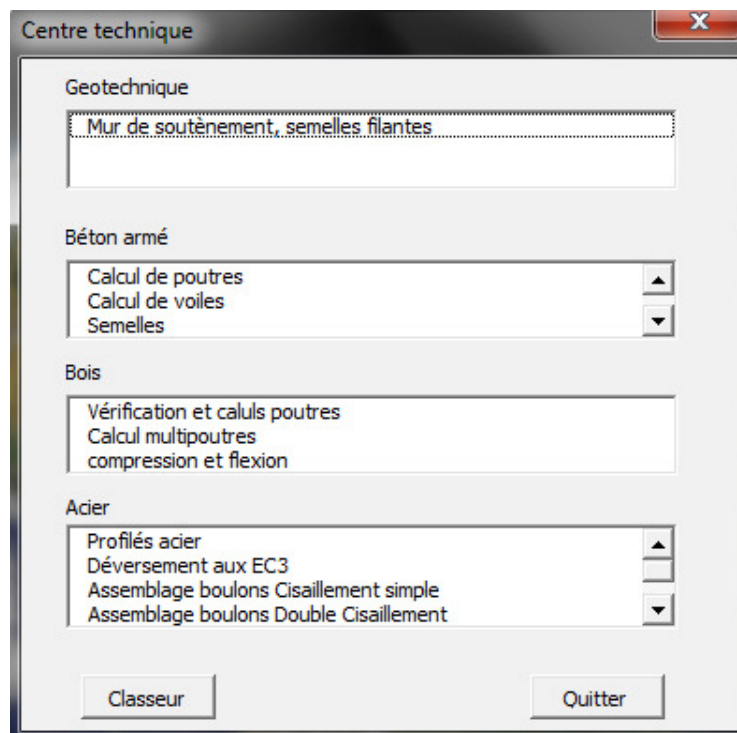 Centre technique
Geotechnique
Mur de soutènement, semelles filantes
Béton armé
Calcul de poutres
Calcul de voiles
Semelles
Bois
Vérification et caluls poutres
Calcul multipoutres
compression et flexion
Acier
Profilés acier
Déversement aux EC3
Assemblage boulons Cisaillement simple
Assemblage boulons Double Cisaillement
Classeur
Quitter